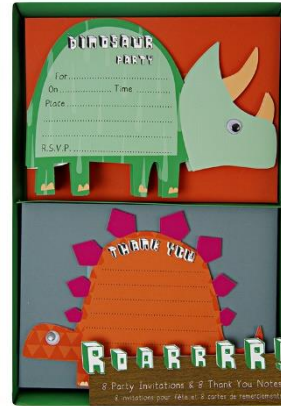 DINOSAUR
PARTY
For
On Time
Place
R.S.V.P.
THANK YOU
ROARRRR!
8 Party Invitations & 8 Thank You Notes
8 invitations pour fête et 8 cartes de remerciement